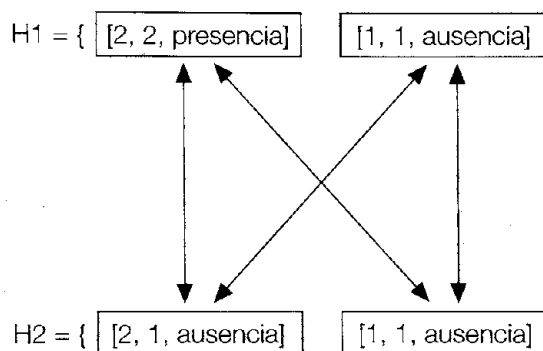 H1 = { [2, 2, presencia] [1, 1, ausencia]
H2 = { [2, 1, ausencia] [1, 1, ausencia]